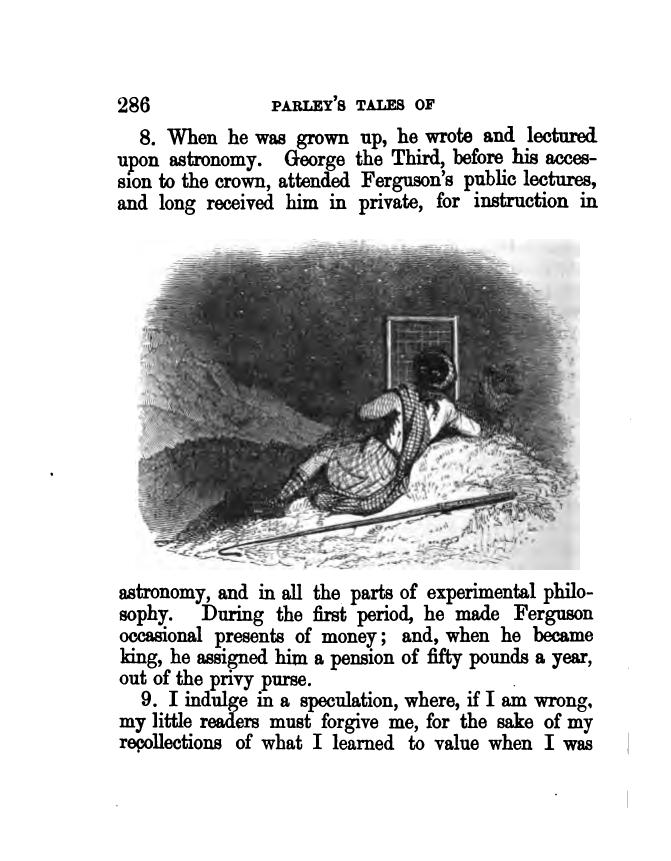 286 PARLEY'S TALES OF
8. When he was grown up, he wrote and lectured
upon astronomy. George the Third, before his acces-
sion to the crown, attended Ferguson's public lectures,
and long received him in private, for instruction in
astronomy, and in all the parts of experimental philo-
sophy. During the first period, he made Ferguson
occasional presents of money; and, when he became
king, he assigned him a pension of fifty pounds a year,
out of the privy purse.
9. I indulge in a speculation, where, if I am wrong,
my little readers must forgive me, for the sake of my
recollections of what I learned to value when I was